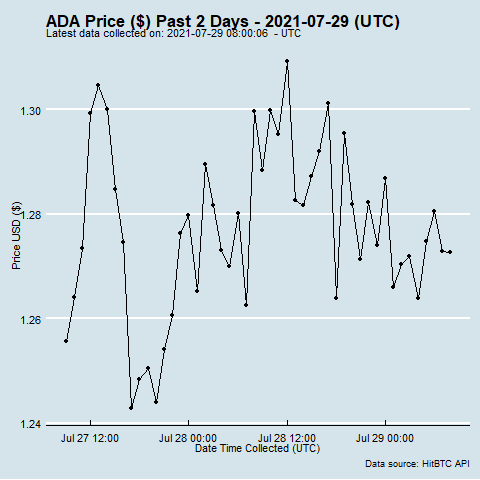 ADA Price ($) Past 2 Days - 2021-07-29 (UTC)
Latest data collected on: 2021-07-29 08:00:06 - UTC
1.30
1.28
1.26
1.24
Price USD ($)
Jul 27 12:00
Jul 28 00:00
Jul 28 12:00
Jul 29 00:00
Date Time Collected (UTC)
Data source: HitBTC API